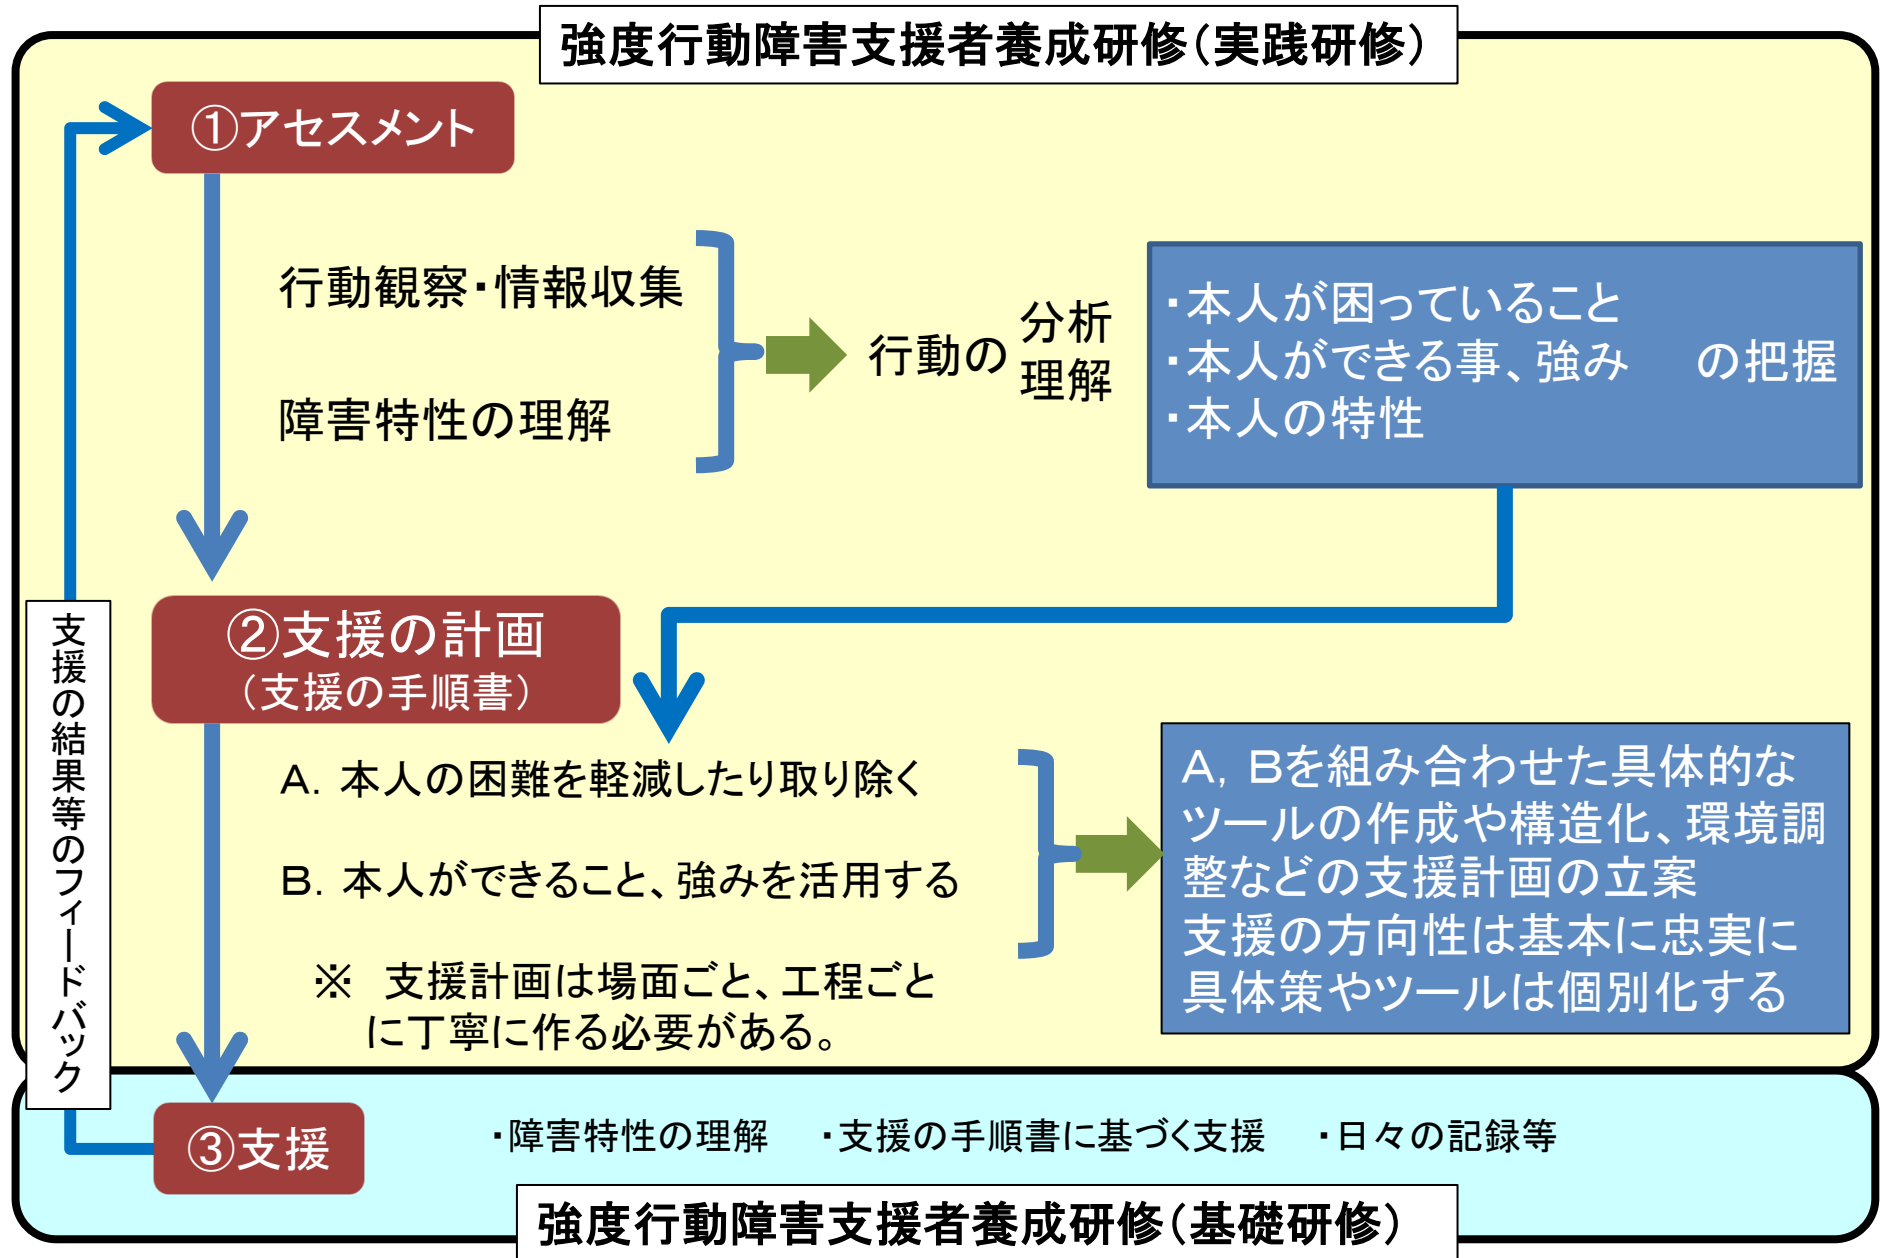 強度行動障害支援者養成研修（実践研修）
①アセスメント
行動観察・情報収集
障害特性の理解
行動の
分析
理解
・本人が困っていること
・本人ができる事、強み　の把握
・本人の特性
②支援の計画
（支援の手順書）
A．本人の困難を軽減したり取り除く
B．本人ができること、強みを活用する
※　支援計画は場面ごと、工程ごと
に丁寧に作る必要がある。
A，Bを組み合わせた具体的な
ツールの作成や構造化、環境調
整などの支援計画の立案
支援の方向性は基本に忠実に
具体策やツールは個別化する
支援の結果等のフィードバック
③支援
・障害特性の理解　・支援の手順書に基づく支援　・日々の記録等
強度行動障害支援者養成研修（基礎研修）